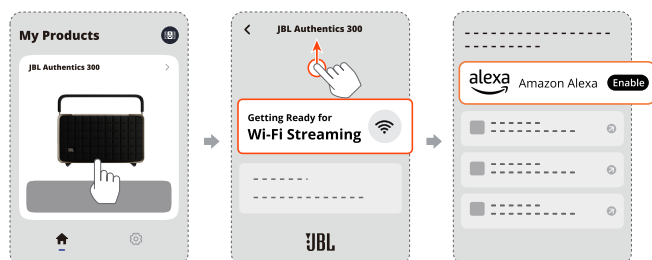 My Products
JBL Authentics 300
JBL
JBL Authentics 300
Getting Ready for
Wi-Fi Streaming
JBL
alexa Amazon Alexa Enable